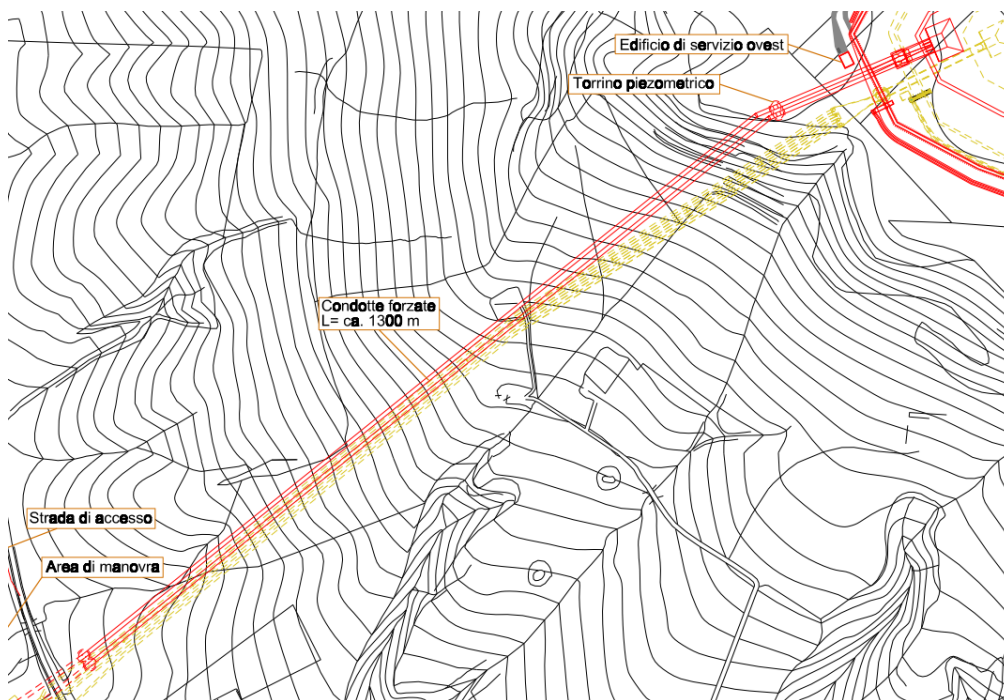 Edificio di servizio ovest
Torrino piezometrico
Condotte forzate
L= ca. 1300 m
Strada di accesso
Area di manovra